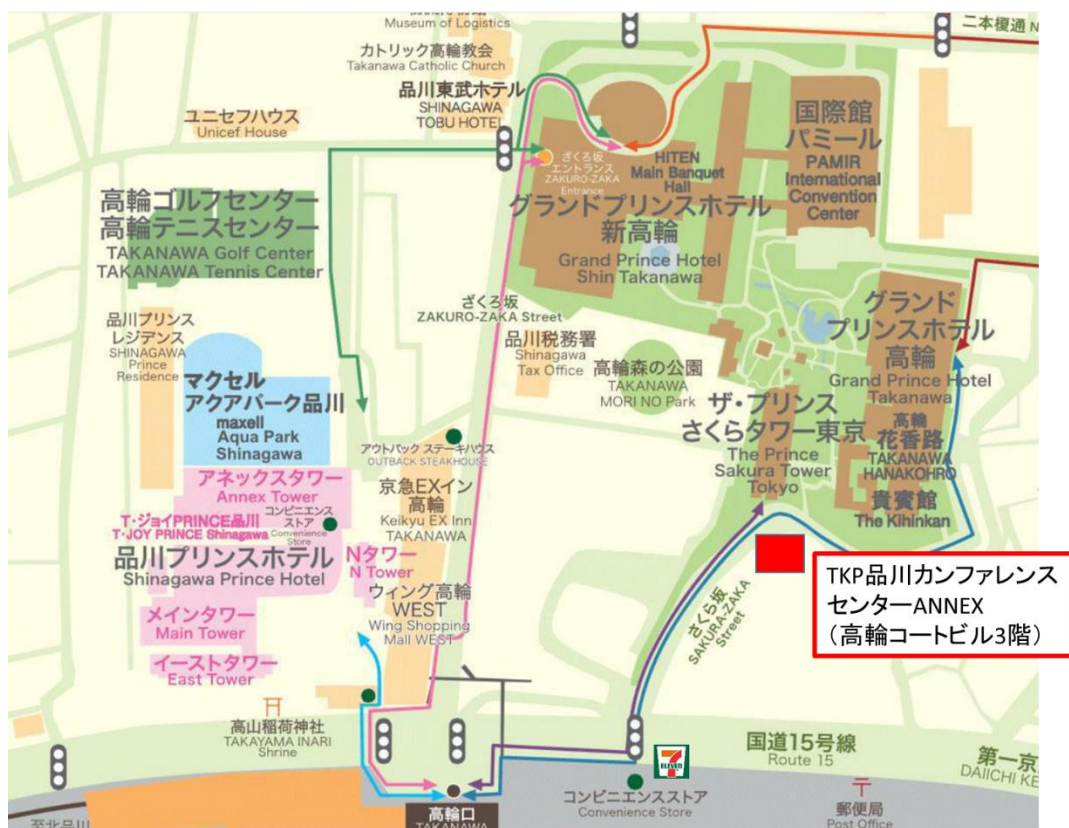 Museum of Logistics
カトリック高輪教会
Takanawa Catholic Church
品川東武ホテル
SHINAGAWA
TOBU HOTEL
ユニセフハウス
Unicef House
二本榎通
国際館
パミール
PAMIR
International
Convention
Center
ざくろ坂
エントランス
ZAKURO-ZAKA
Entrance
HITEN
Main Banquet
Hall
グランドプリンスホテル
新高輪
Grand Prince Hotel
Shin Takanawa
高輪ゴルフセンター
高輪テニスセンター
TAKANAWA Golf Center
TAKANAWA Tennis Center
ざくろ坂
ZAKURO-ZAKA Street
グランド
プリンスホテル
高輪
Grand Prince Hotel
Takanawa
品川プリンス
レジデンス
SHINAGAWA
Prince
Residence
品川税務署
Shinagawa
Tax Office
高輪森の公園
TAKANAWA
MORI NO Park
マクセル
アクアパーク品川
maxell
Aqua Park
Shinagawa
ザ・プリンス
さくらタワー東京
The Prince
Sakura Tower
Tokyo
高輪
花香路
TAKANAWA
HANAKOHRO
貴賓館
The Kihinkan
アウトバック ステーキハウス
OUTBACK STEAKHOUSE
アネックスタワー
Annex Tower
コンビニエンス
ストア
Convenience
Store
T・ジョイPRINCE品川
T・JOY PRINCE Shinagawa
京急EXイン
高輪
Keikyu EX Inn
TAKANAWA
品川プリンスホテル
Shinagawa Prince Hotel
Nタワー
N Tower
ウィング高輪
WEST
Wing Shopping
Mall WEST
メインタワー
Main Tower
イーストタワー
East Tower
さくら坂
SAKURA-ZAKA
Street
TKP品川カンファレンス
センターANNEX
（高輪コートビル3階）
高山稲荷神社
TAKAYAMA INARI
Shrine
国道15号線
Route 15
第一京
DAIICHI KE
7
ELEVEN
コンビニエンスストア
Convenience Store
郵便局
Post Office
高輪口
TAKANAWA
至北品川